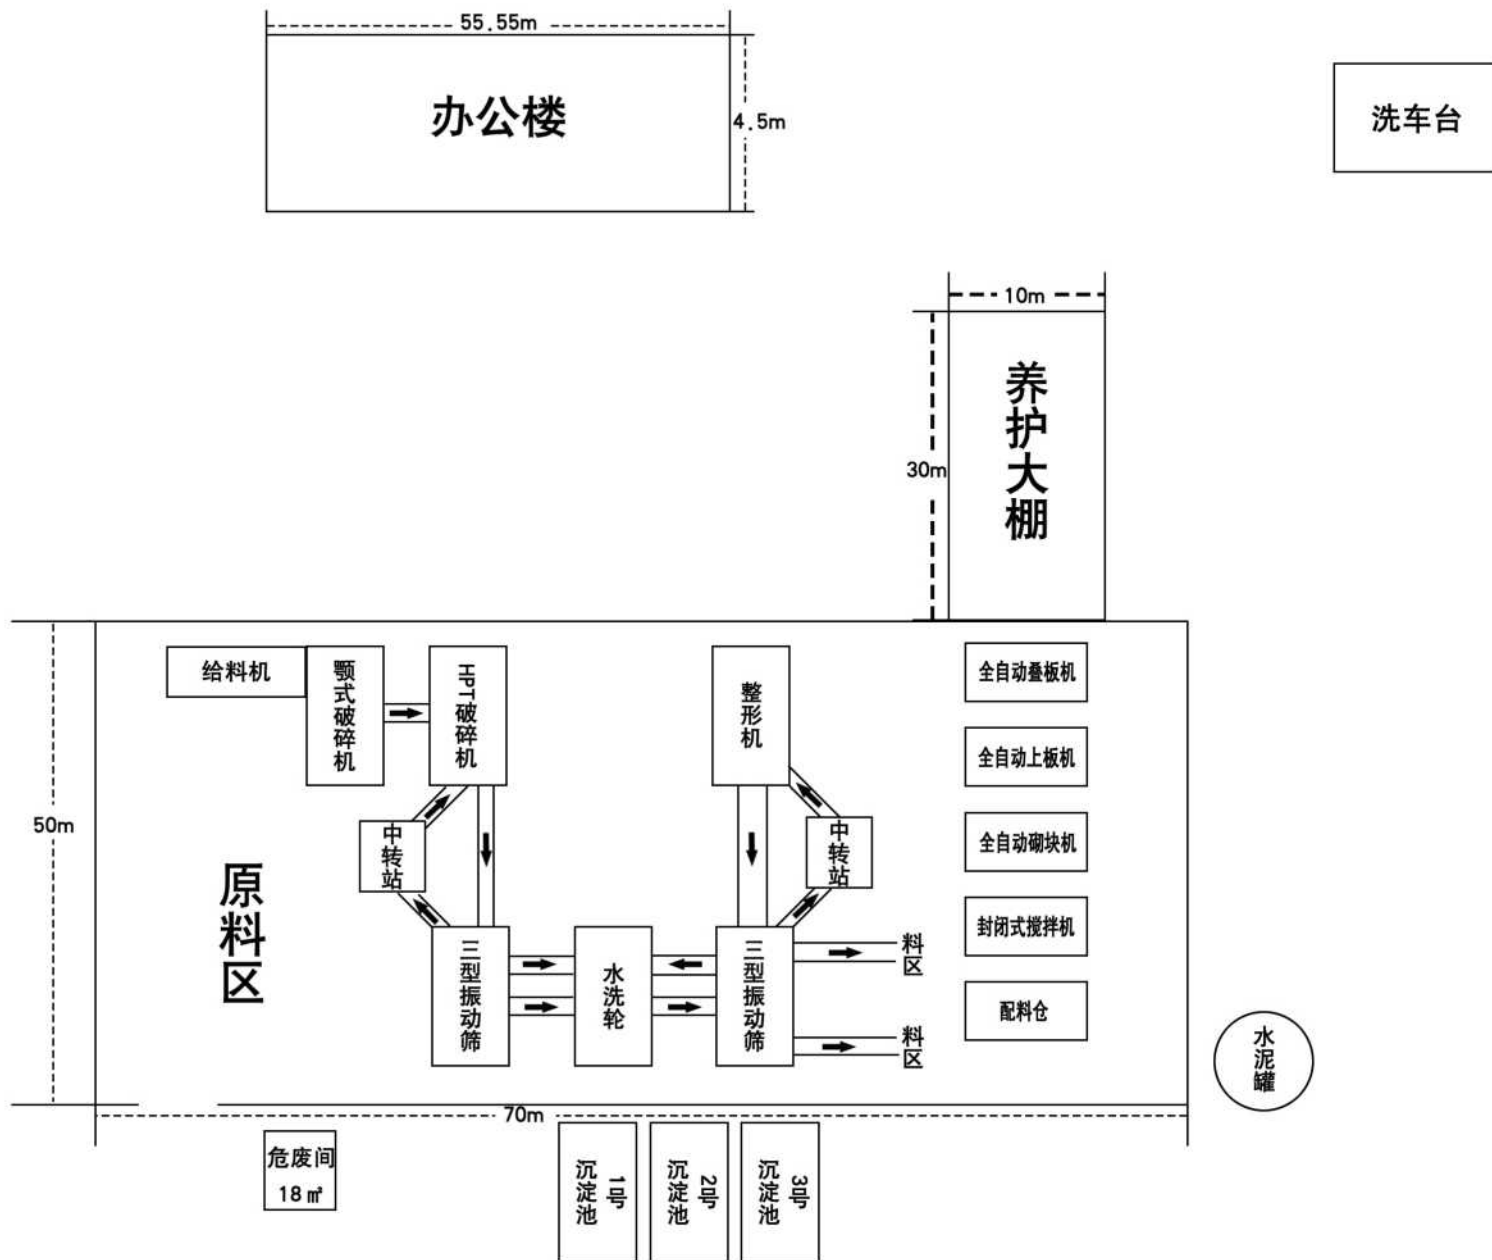 55.55m
办公楼
4.5m
洗车台
10m
养护大棚
30m
给料机
颚式破碎机
HPT破碎机
整形机
全自动叠板机
全自动上板机
50m
中转站
中转站
全自动砌块机
原料区
三型振动筛
水洗轮
三型振动筛
料区
料区
封闭式搅拌机
配料仓
水泥罐
70m
危废间
18㎡
1号
沉淀池
2号
沉淀池
3号
沉淀池